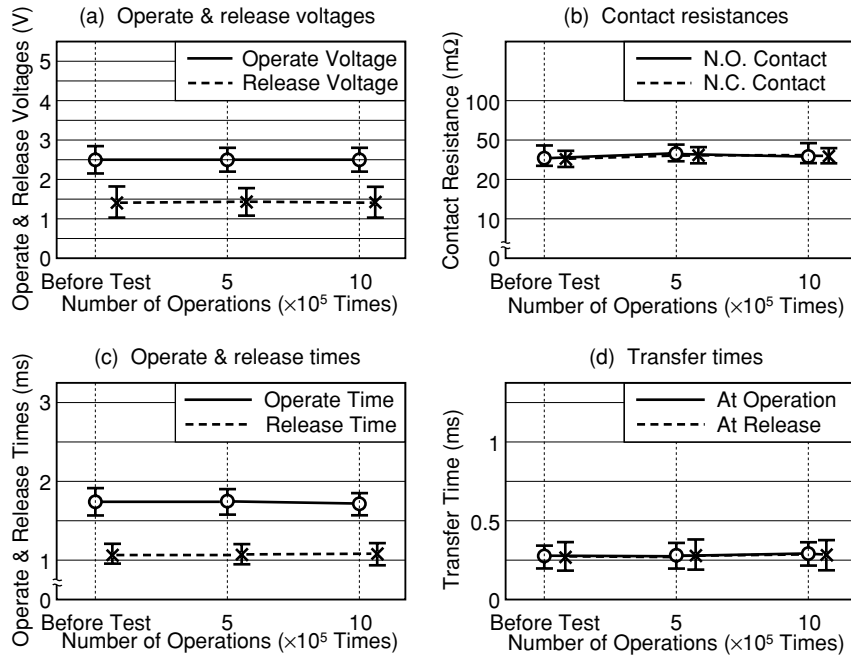 (a) Operate & release voltages
Operate & Release Voltages (V)
5
4
3
2
1
0
Operate Voltage
Release Voltage
Before Test 5 10
Number of Operations (×10⁵ Times)
(b) Contact resistances
Contact Resistance (mΩ)
100
50
20
10
0
N.O. Contact
N.C. Contact
Before Test 5 10
Number of Operations (×10⁵ Times)
(c) Operate & release times
Operate & Release Times (ms)
3
2
1
0
Operate Time
Release Time
Before Test 5 10
Number of Operations (×10⁵ Times)
(d) Transfer times
Transfer Time (ms)
1
0.5
0.25
0
At Operation
At Release
Before Test 5 10
Number of Operations (×10⁵ Times)